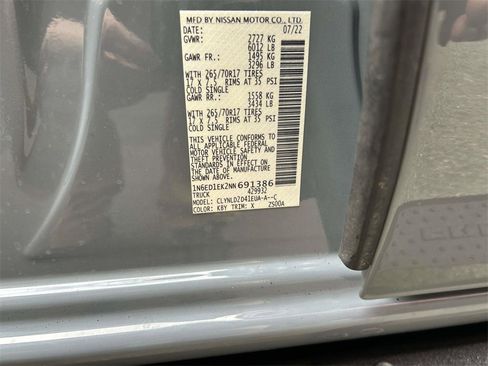 MFD BY NISSAN MOTOR CO., LTD.
DATE: 07/22
GVWR: 2727 KG
6012 LB
GAWR FR.: 1495 KG
3296 LB
WITH 265/70R17 TIRES
17 X 7.5 RIMS AT 35 PSI
COLD SINGLE
GAWR RR.: 1558 KG
3434 LB
WITH 265/70R17 TIRES
17 X 7.5 RIMS AT 35 PSI
COLD SINGLE
THIS VEHICLE CONFORMS TO
ALL APPLICABLE FEDERAL
MOTOR VEHICLE SAFETY AND
THEFT PREVENTION
STANDARDS IN EFFECT ON
THE DATE OF MANUFACTURE
SHOWN ABOVE.
1N6ED1EK2NN691386
TRUCK 429932
MODEL: CLYNLDZD41EUA-A--C
COLOR: KBY TRIM: X ZS00A